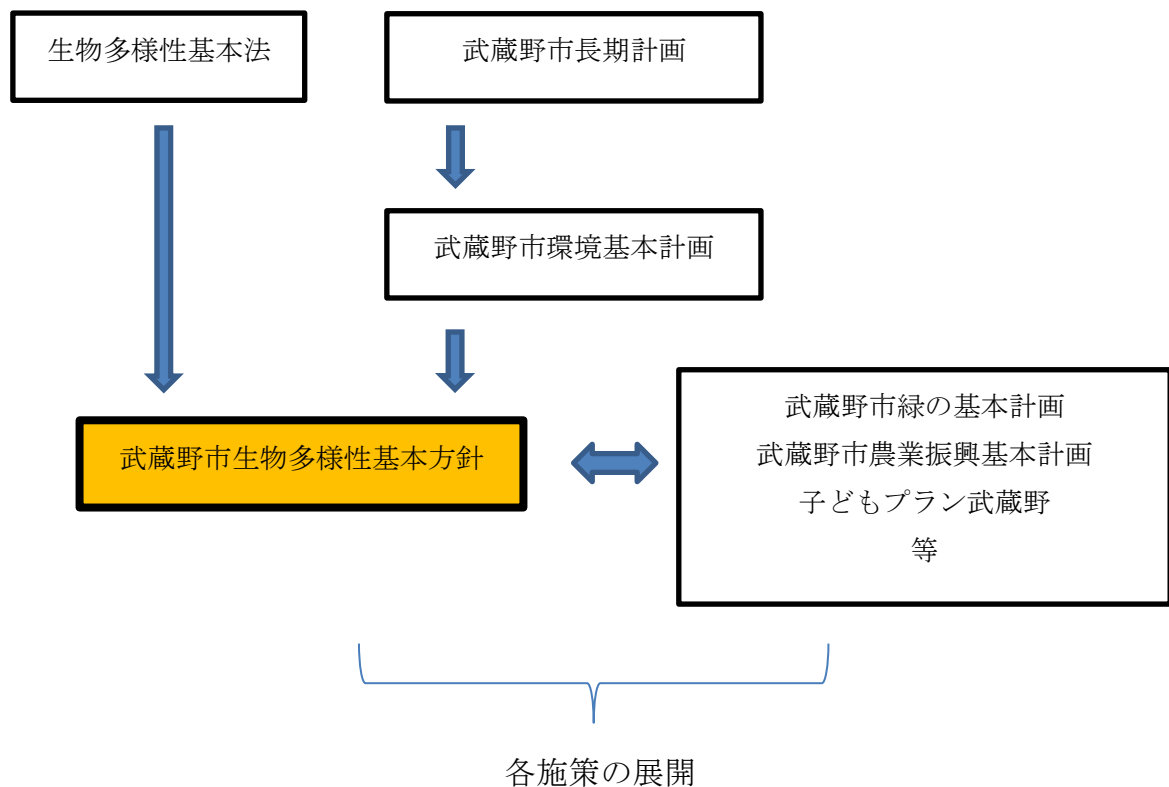 生物多様性基本法
武蔵野市長期計画
武蔵野市環境基本計画
武蔵野市生物多様性基本方針
武蔵野市緑の基本計画
武蔵野市農業振興基本計画
子どもプラン武蔵野
等
各施策の展開